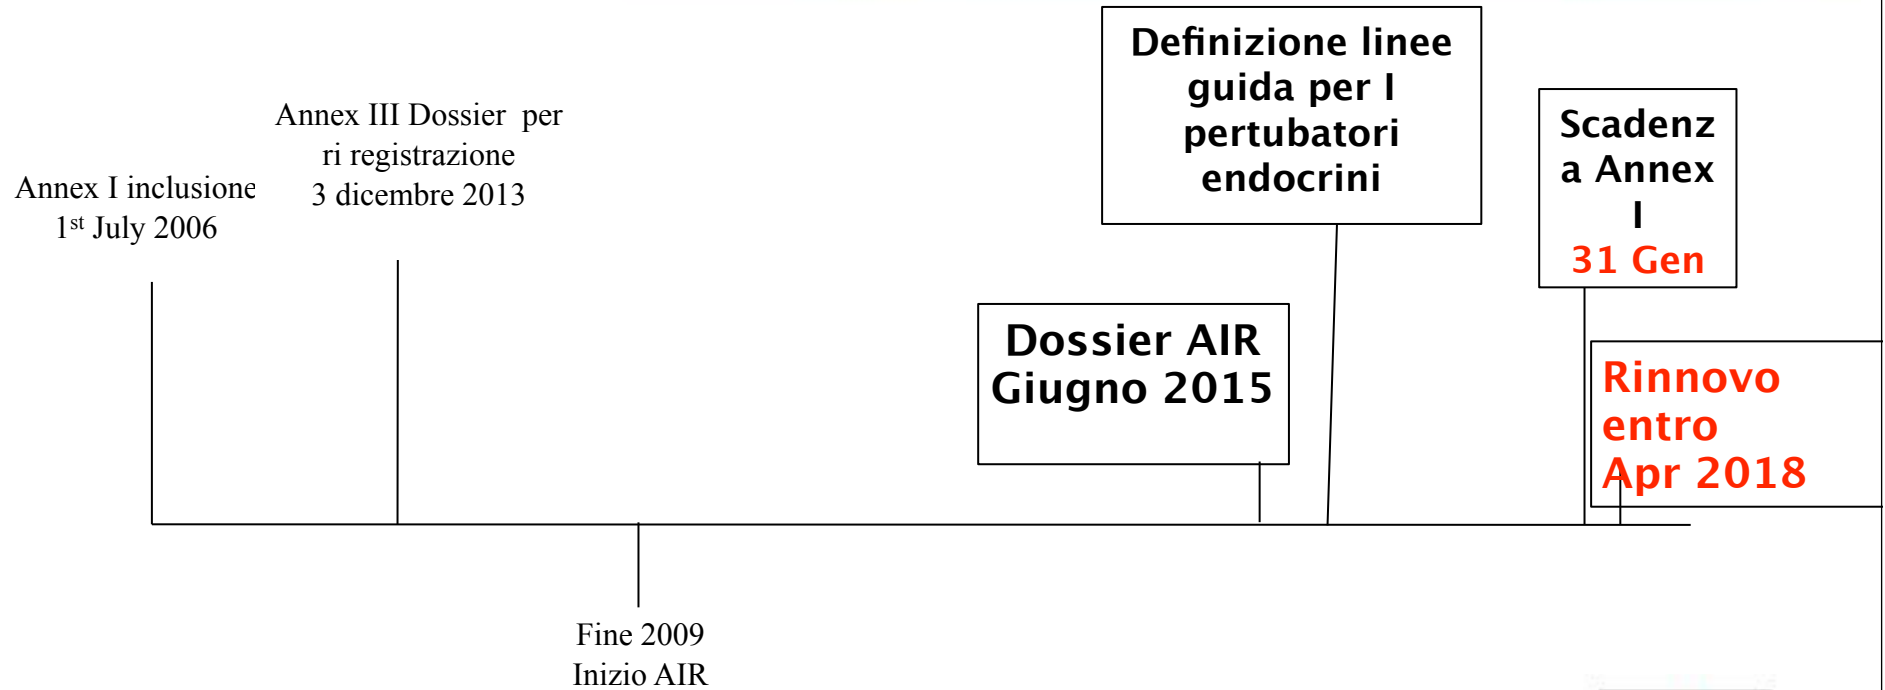 Annex I inclusione
1st July 2006
Annex III Dossier per
ri registrazione
3 dicembre 2013
Fine 2009
Inizio AIR
Dossier AIR
Giugno 2015
Definizione linee
guida per I
pertubatori
endocrini
Scadenz
a Annex
I
31 Gen
Rinnovo
entro
Apr 2018